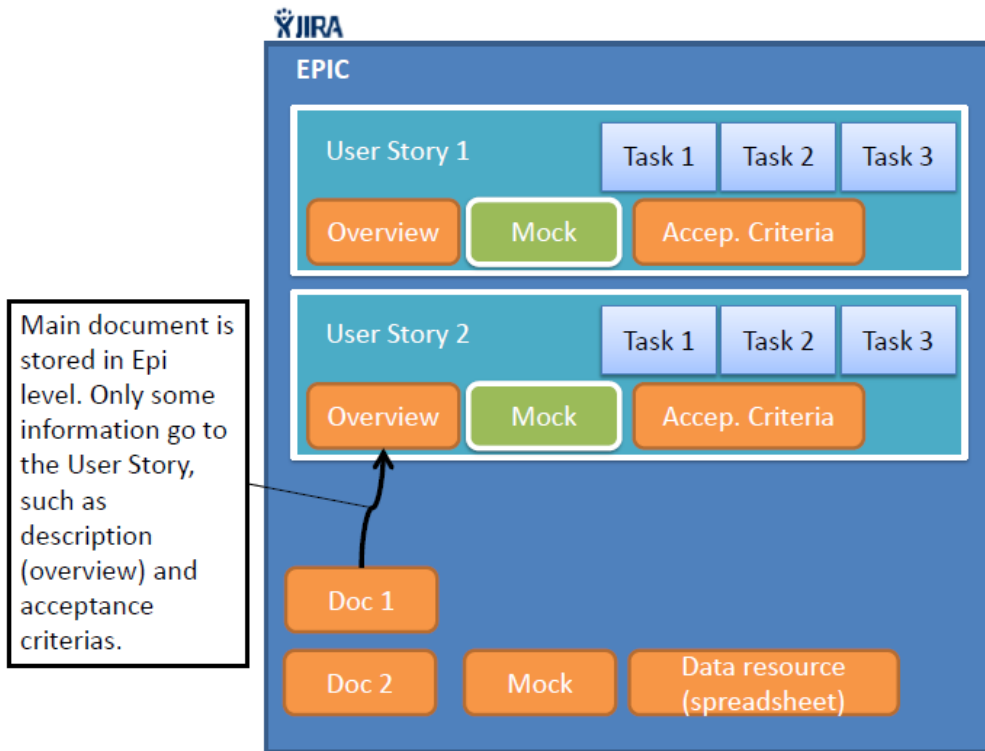 JIRA
EPIC
User Story 1
Task 1
Task 2
Task 3
Overview
Mock
Accep. Criteria
User Story 2
Task 1
Task 2
Task 3
Overview
Mock
Accep. Criteria
Main document is
stored in Epi
level. Only some
information go to
the User Story,
such as
description
(overview) and
acceptance
criterias.
Doc 1
Doc 2
Mock
Data resource
(spreadsheet)